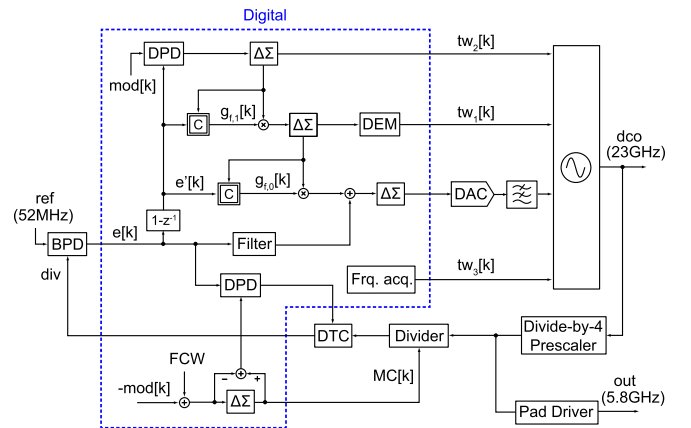 Digital
DPD
ΔΣ
tw2[k]
mod[k]
C
gf,1[k]
ΔΣ
DEM
tw1[k]
dco
(23GHz)
e'[k]
C
gf,0[k]
ΔΣ
DAC
ref
(52MHz)
1-z-1
BPD
e[k]
Filter
div
DPD
Frq. acq.
tw3[k]
DTC
Divider
Divide-by-4
Prescaler
FCW
MC[k]
-mod[k]
− +
ΔΣ
out
(5.8GHz)
Pad Driver